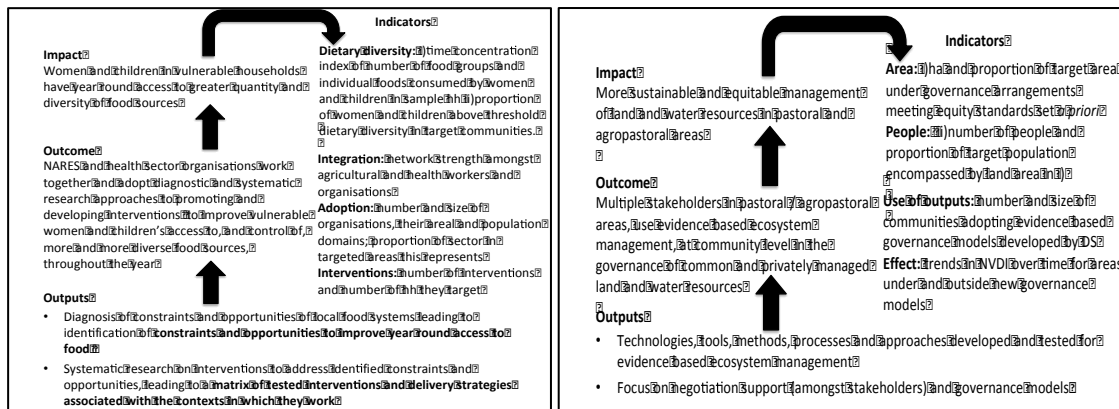 Indicators
Impact
Women and children in vulnerable households
have year round access to greater quantity and
diversity of food sources
Dietary diversity: i) time concentration
index of number of food groups and
individual foods consumed by women
and children in sample hh ii) proportion
of women and children above threshold
dietary diversity in target communities.
Outcome
NARES and health sector organisations work
together and adopt diagnostic and systematic
research approaches to promoting and
developing interventions to improve vulnerable
women and children's access to, and control of,
more and more diverse food sources,
throughout the year
Integration: network strength amongst
agricultural and health workers and
organisations
Adoption: number and size of
organisations, their area and population
domains; proportion of sector in
targeted areas this represents
Interventions: number of interventions
and number of hh they target
Outputs
• Diagnosis of constraints and opportunities of local food systems leading to
identification of constraints and opportunities to improve year round access to
food
• Systematic research on interventions to address identified constraints and
opportunities, leading to a matrix of tested interventions and delivery strategies
associated with the contexts in which they work
Indicators
Impact
More sustainable and equitable management
of land and water resources in pastoral and
agropastoral areas
Area: i) ha and proportion of target area
under governance arrangements
meeting equity standards set a priori
People: ii) number of people and
proportion of target population
encompassed by land area in i)
Outcome
Multiple stakeholders in pastoral / agropastoral
areas, use evidence based ecosystem
management, at community level in the
governance of common and privately managed
land and water resources
Use of outputs: number and size of
communities adopting evidence based
governance models developed by DS
Effect: trends in NVDI over time for areas
under and outside new governance
models
Outputs
• Technologies, tools, methods, processes and approaches developed and tested for
evidence based ecosystem management
• Focus on negotiation support (amongst stakeholders) and governance models